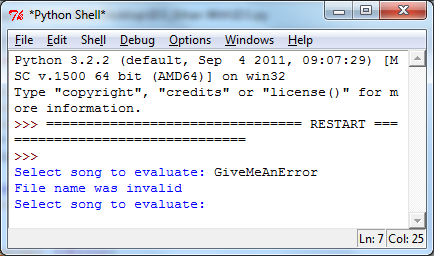 *Python Shell*
File Edit Shell Debug Options Windows Help
Python 3.2.2 (default, Sep  4 2011, 09:07:29) [M
SC v.1500 64 bit (AMD64)] on win32
Type "copyright", "credits" or "license()" for m
ore information.
>>> ================================ RESTART ===
=============================
>>>
Select song to evaluate: GiveMeAnError
File name was invalid
Select song to evaluate:
Ln: 7 Col: 25